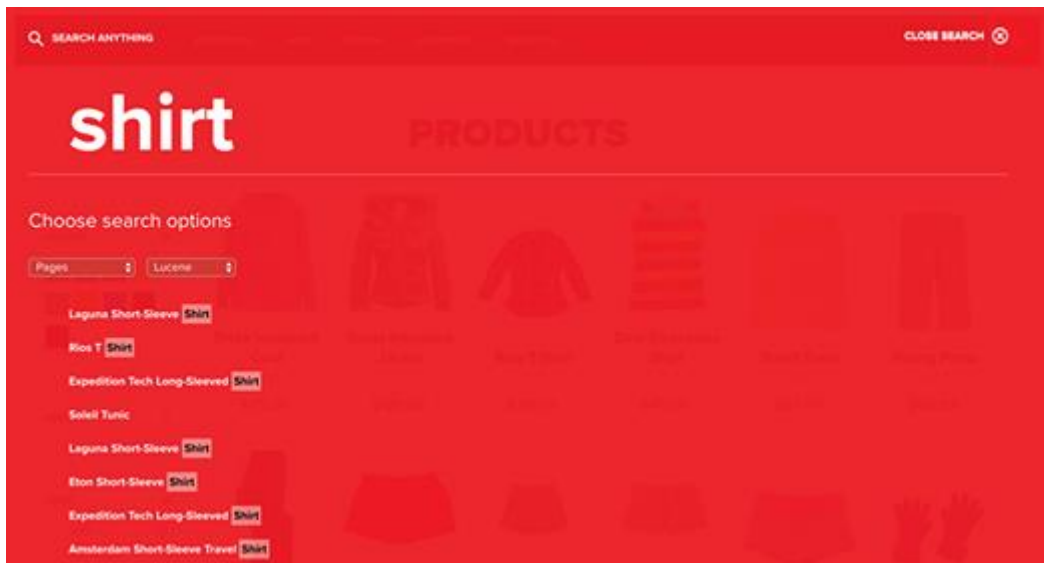 SEARCH ANYTHING
CLOSE SEARCH
shirt
PRODUCTS
Choose search options
Pages
Lucene
Laguna Short-Sleeve Shirt
Rios T Shirt
Expedition Tech Long-Sleeved Shirt
Soleil Tunic
Laguna Short-Sleeve Shirt
Eton Short-Sleeve Shirt
Expedition Tech Long-Sleeved Shirt
Amsterdam Short-Sleeve Travel Shirt